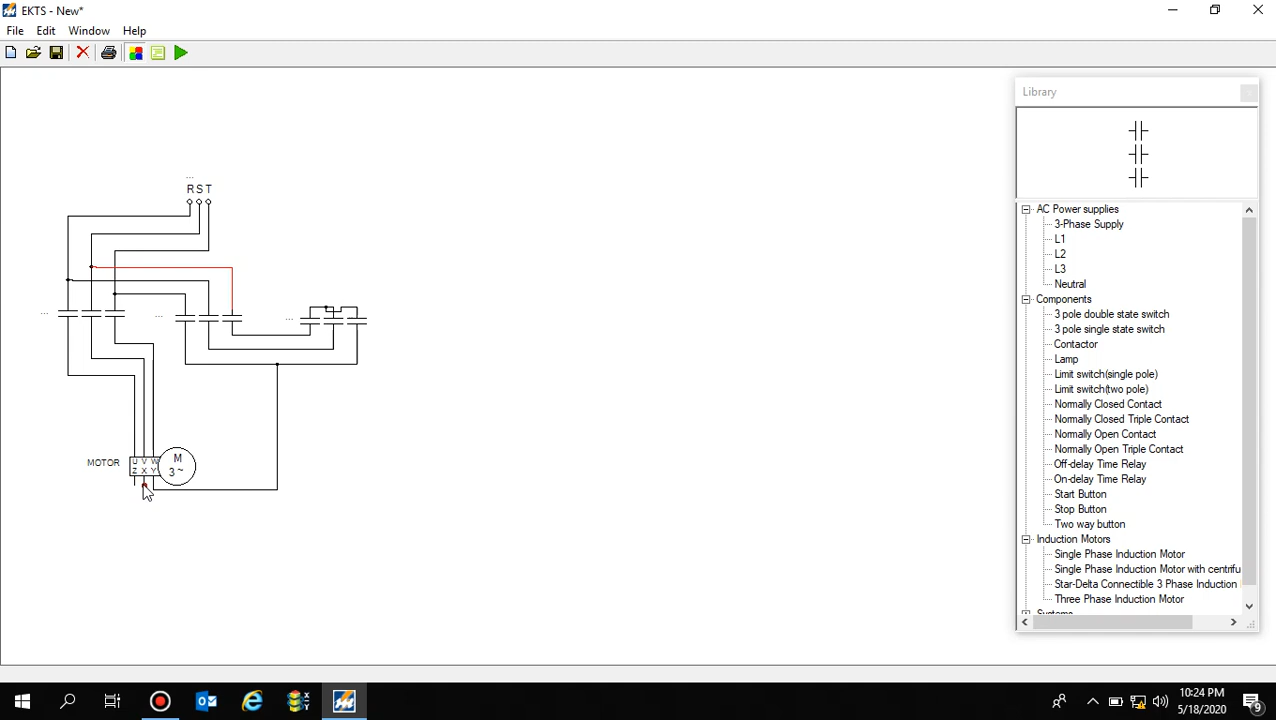 EKTS - New*
File Edit Window Help
Library
...
R S T
...
...
...
MOTOR
U V W
Z X Y
M
3 ~
AC Power supplies
3-Phase Supply
L1
L2
L3
Neutral
Components
3 pole double state switch
3 pole single state switch
Contactor
Lamp
Limit switch(single pole)
Limit switch(two pole)
Normally Closed Contact
Normally Closed Triple Contact
Normally Open Contact
Normally Open Triple Contact
Off-delay Time Relay
On-delay Time Relay
Start Button
Stop Button
Two way button
Induction Motors
Single Phase Induction Motor
Single Phase Induction Motor with centrifu
Star-Delta Connectible 3 Phase Induction
Three Phase Induction Motor
Systems
10:24 PM
5/18/2020
9